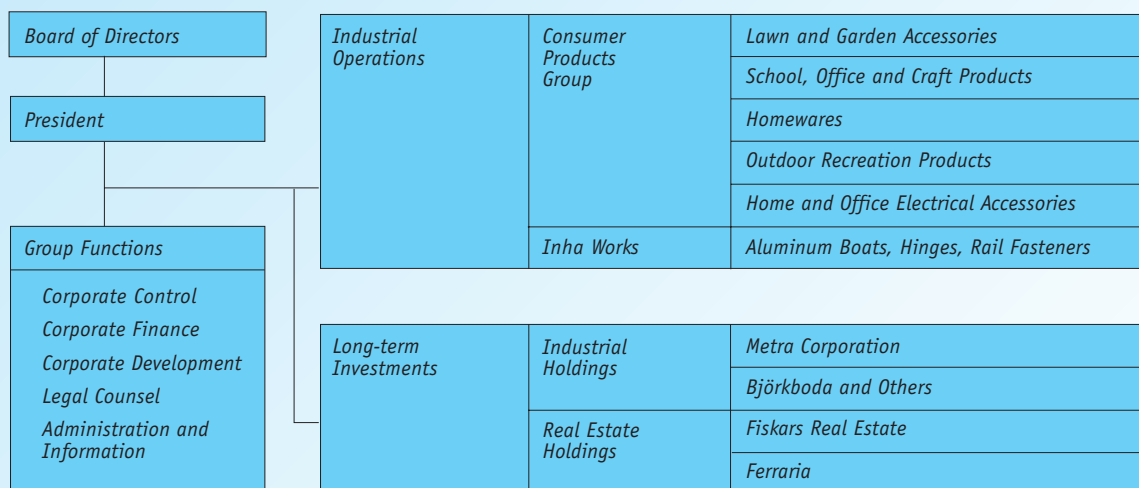 Board of Directors
President
Group Functions
Corporate Control
Corporate Finance
Corporate Development
Legal Counsel
Administration and
Information
Industrial
Operations
Consumer
Products
Group
Lawn and Garden Accessories
School, Office and Craft Products
Homewares
Outdoor Recreation Products
Home and Office Electrical Accessories
Inha Works
Aluminum Boats, Hinges, Rail Fasteners
Long-term
Investments
Industrial
Holdings
Metra Corporation
Björkboda and Others
Real Estate
Holdings
Fiskars Real Estate
Ferraria